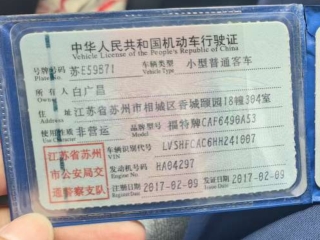 中华人民共和国机动车行驶证
Vehicle License of the People's Republic of China
号牌号码 苏E59B71 车辆类型 小型普通客车
Plate No. Vehicle Type
所有人 白广昌
Owner
住址 江苏省苏州市相城区香城颐园18幢304室
Address
使用性质 非营运 品牌型号 福特牌CAF6490A53
Use Character Model
江苏省苏州 车辆识别代号 LVSHFCAC6HH241007
VIN
市公安局交 发动机号码 HA04297
Engine No.
通警察支队 注册日期 2017-02-09 发证日期 2017-02-09
Register Date Issue Date